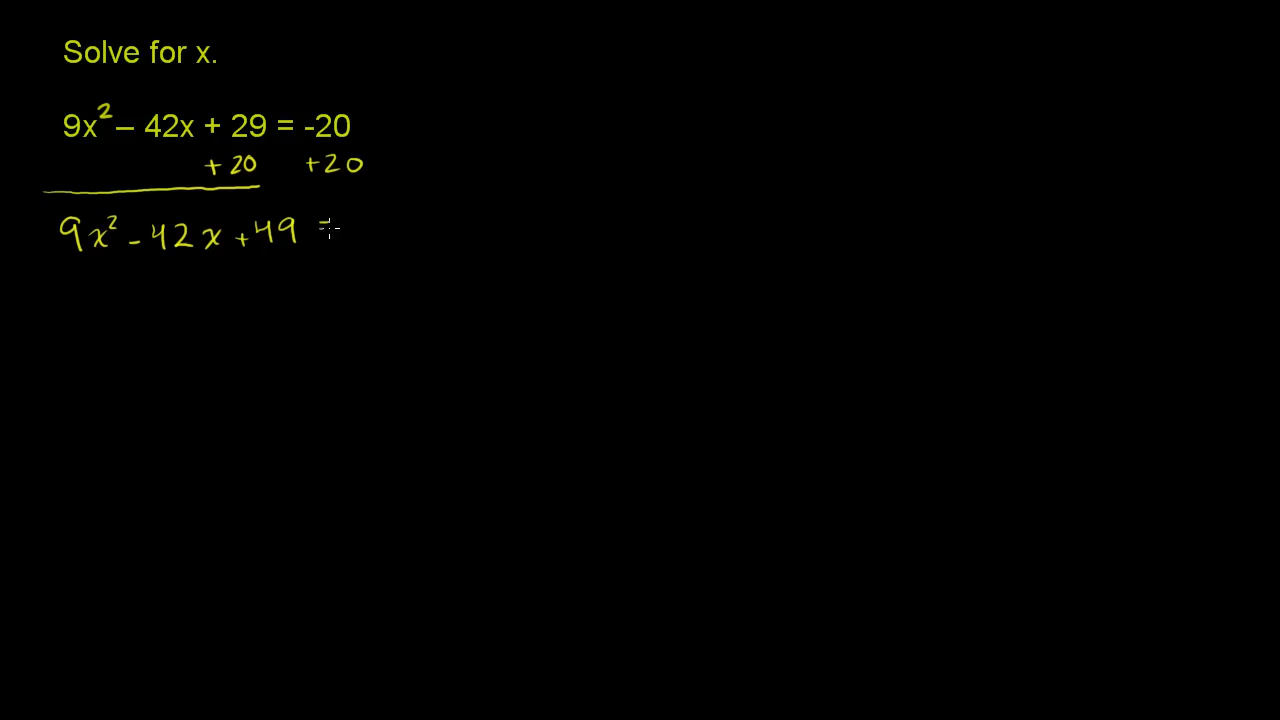 Solve for x.
9x² – 42x + 29 = -20
+ 20 +20
9x² - 42x + 49 =